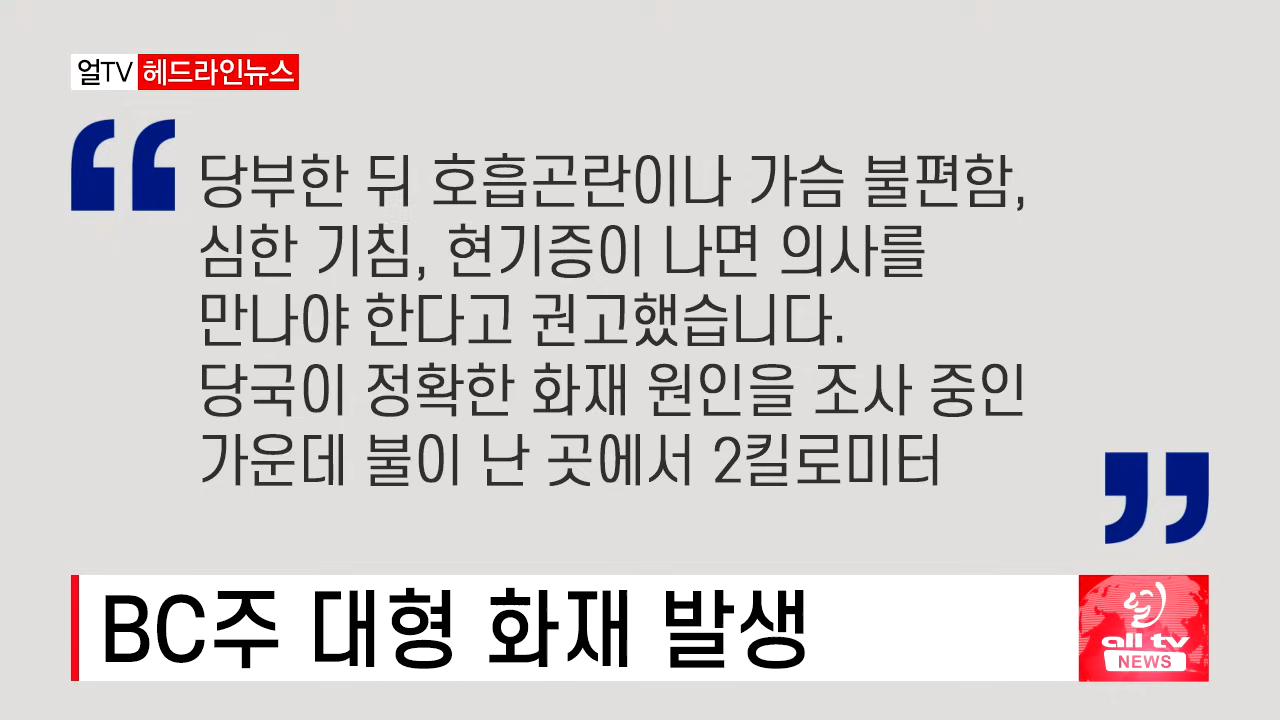 얼TV 헤드라인뉴스
당부한 뒤 호흡곤란이나 가슴 불편함,
심한 기침, 현기증이 나면 의사를
만나야 한다고 권고했습니다.
당국이 정확한 화재 원인을 조사 중인
가운데 불이 난 곳에서 2킬로미터
BC주 대형 화재 발생
얼
all tv
NEWS